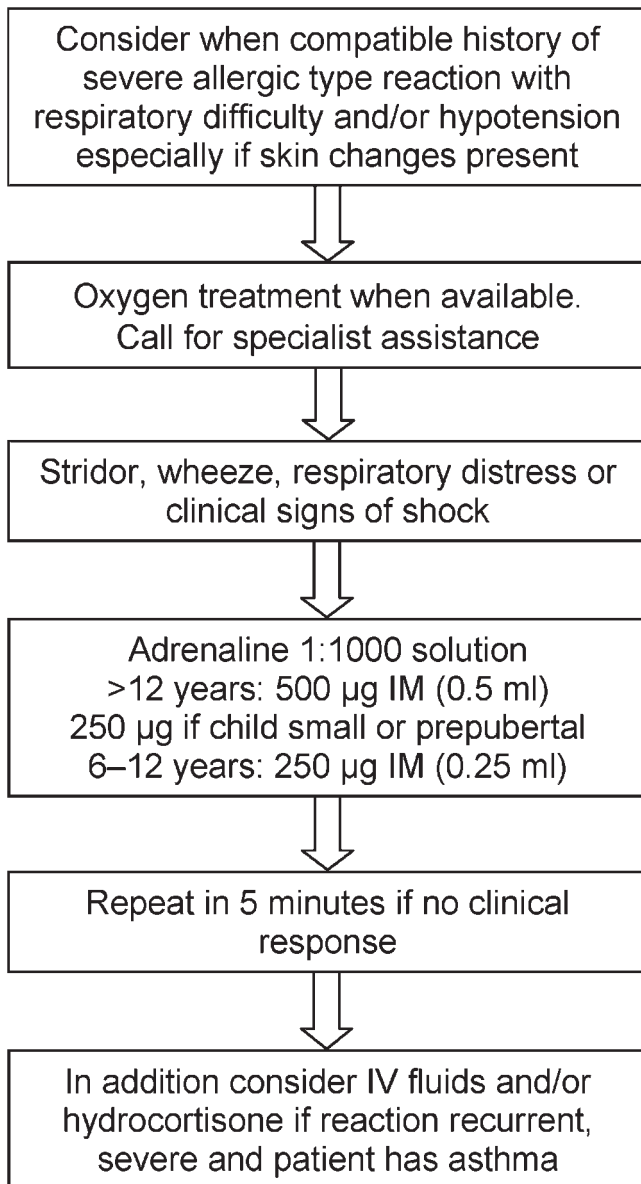 Consider when compatible history of
severe allergic type reaction with
respiratory difficulty and/or hypotension
especially if skin changes present
Oxygen treatment when available.
Call for specialist assistance
Stridor, wheeze, respiratory distress or
clinical signs of shock
Adrenaline 1:1000 solution
>12 years: 500 µg IM (0.5 ml)
250 µg if child small or prepubertal
6–12 years: 250 µg IM (0.25 ml)
Repeat in 5 minutes if no clinical
response
In addition consider IV fluids and/or
hydrocortisone if reaction recurrent,
severe and patient has asthma